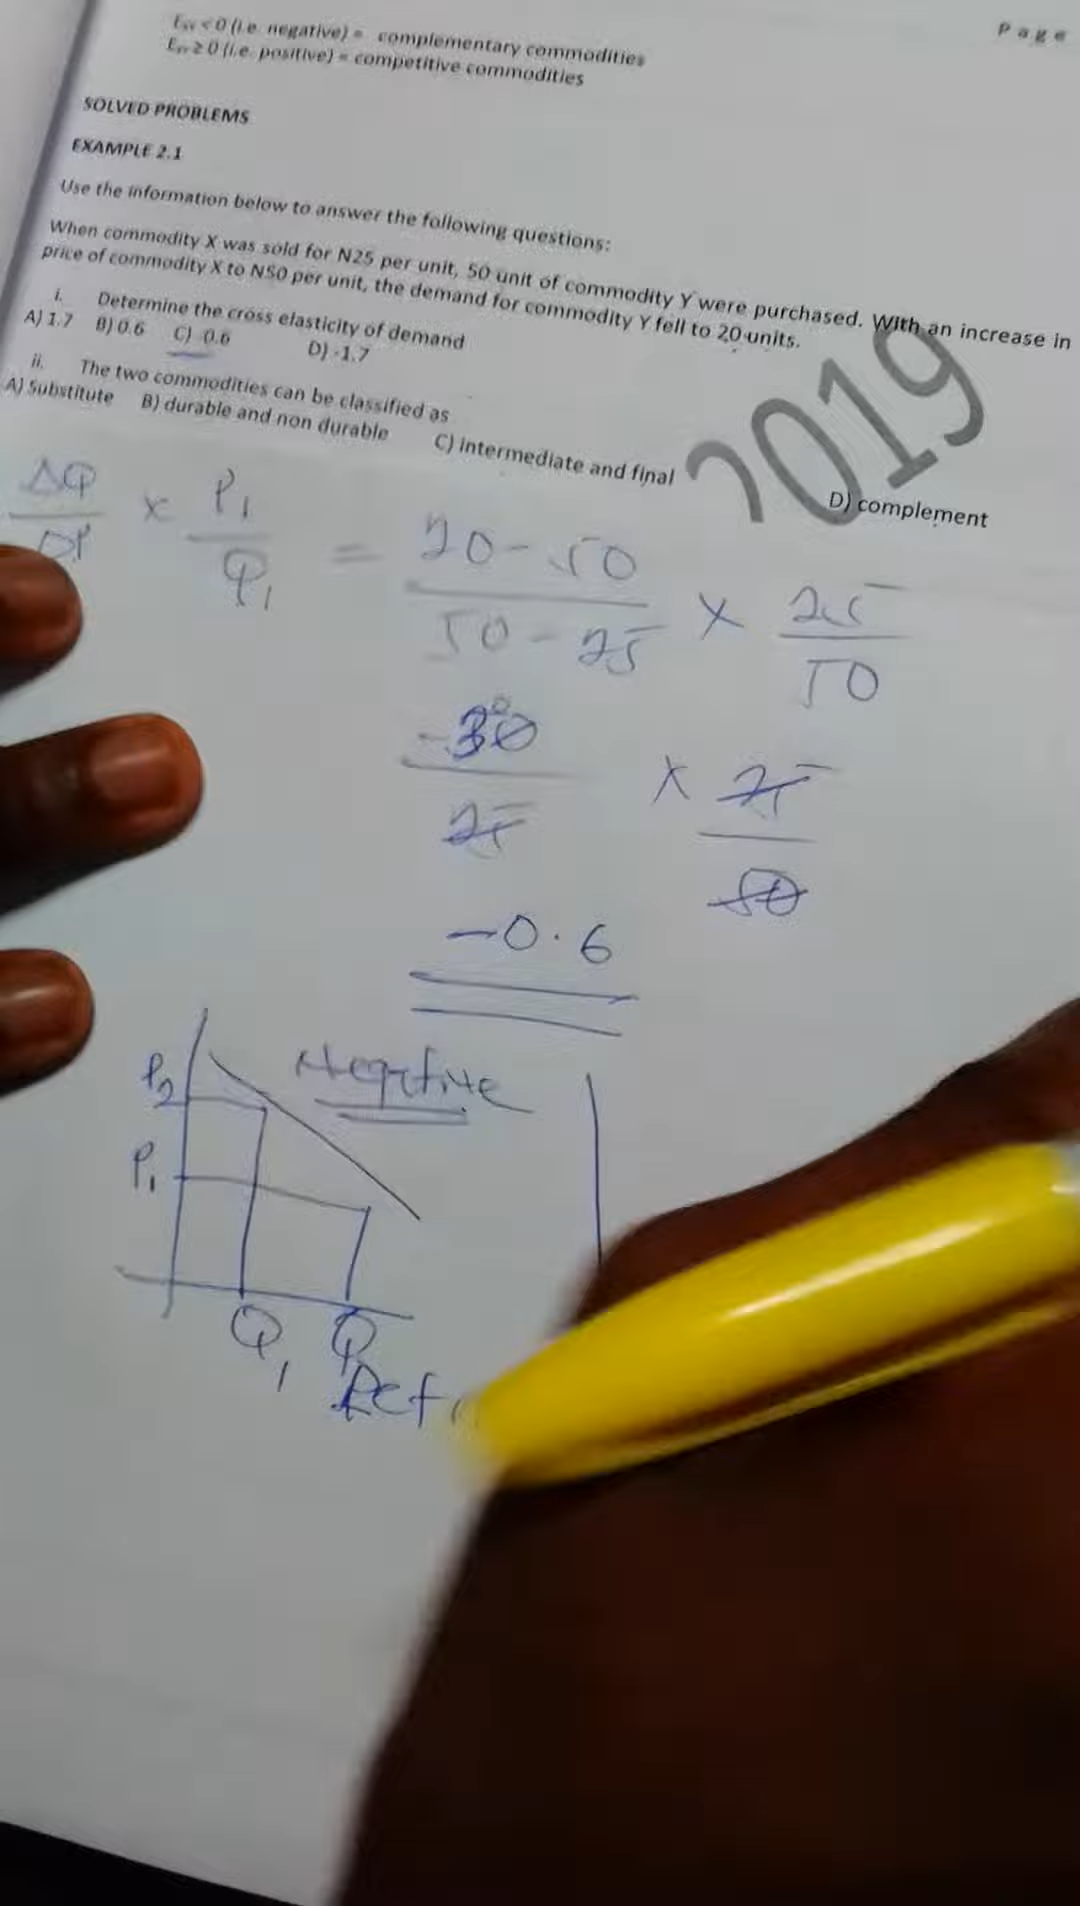 Page
Exy < 0 (i.e. negative) = complementary commodities
Exy ≥ 0 (i.e. positive) = competitive commodities
SOLVED PROBLEMS
EXAMPLE 2.1
Use the information below to answer the following questions:
When commodity X was sold for N25 per unit, 50 unit of commodity Y were purchased. With an increase in
price of commodity X to N50 per unit, the demand for commodity Y fell to 20 units.
i. Determine the cross elasticity of demand
A) 1.7 B) 0.6 C) -0.6 D) -1.7
ii. The two commodities can be classified as
A) Substitute B) durable and non durable C) intermediate and final D) complement
2019
ΔQ/ΔP × P1/Q1 = 20-50/50-25 × 25/50
-30/25 × 25/50
-0.6
Negative
P2
P1
Q1 Q